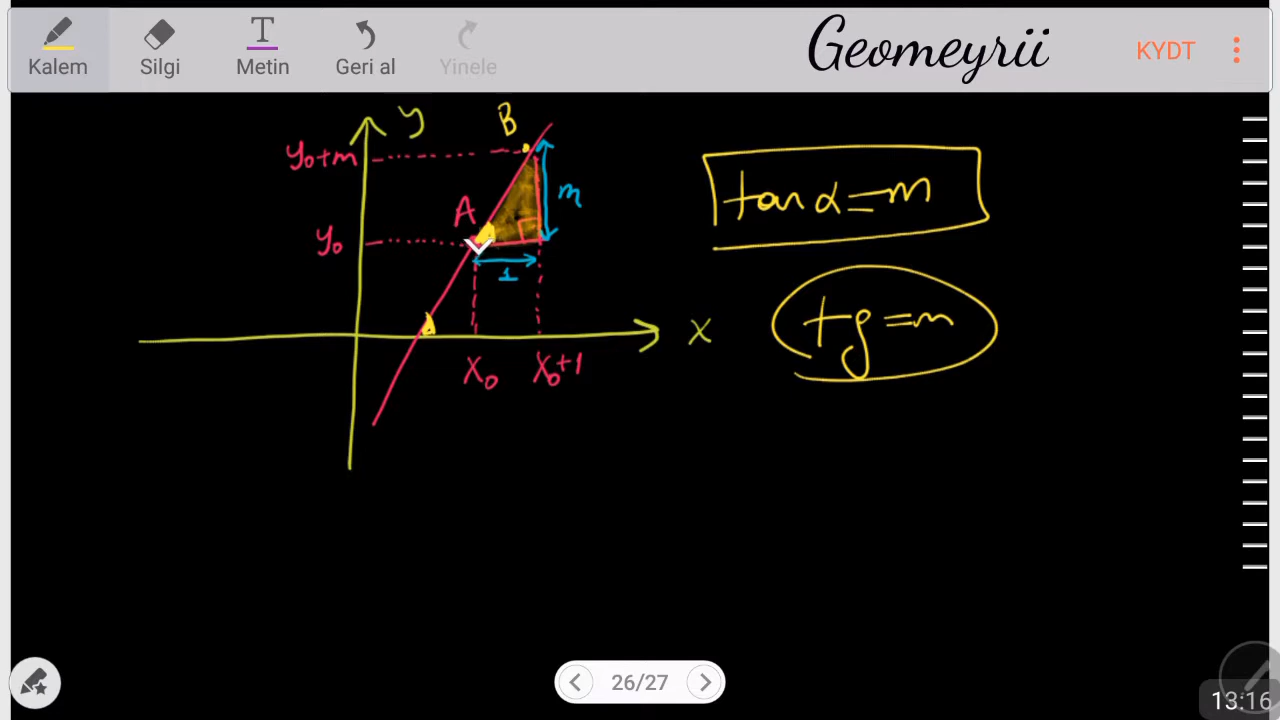 Geomeyrii
Kalem
Silgi
T
Metin
Geri al
Yinele
KYDT
y
B
y₀+m
m
tan α = m
A
y₀
1
tg = m
x
x₀
x₀+1
26/27
13:16